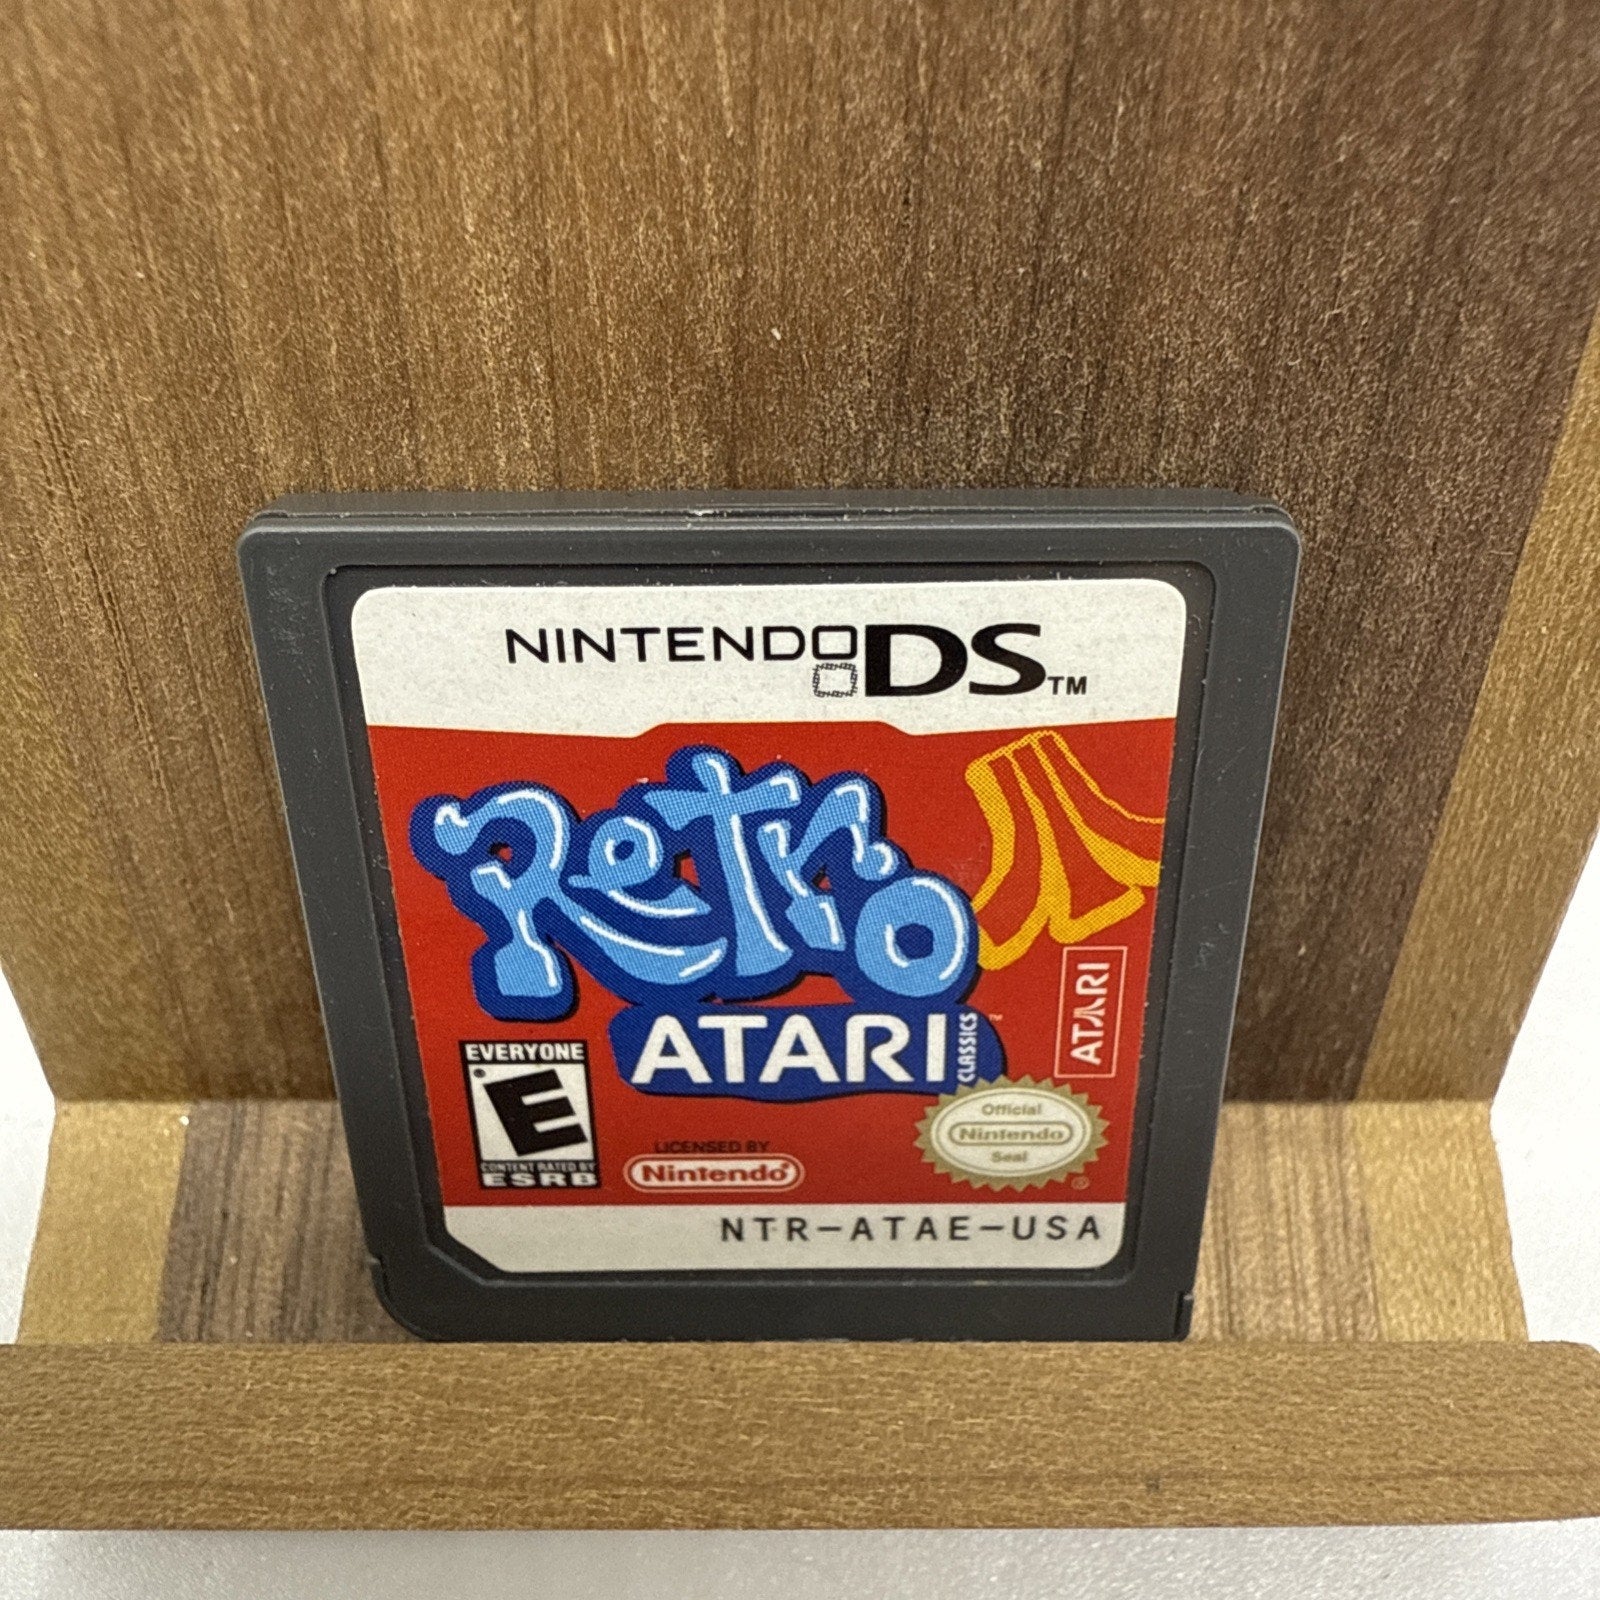 NINTENDO DS™
Retro
ATARI CLASSICS ™
ATARI
EVERYONE
E
CONTENT RATED BY
ESRB
LICENSED BY
Nintendo®
Official
Nintendo
Seal
®
NTR-ATAE-USA